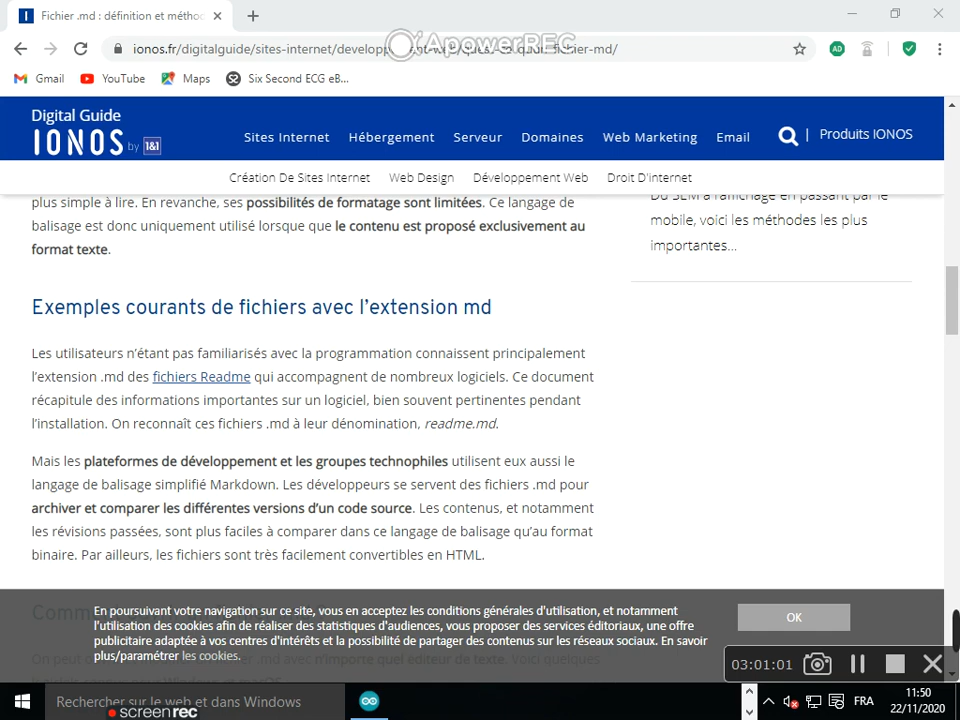 Fichier .md : définition et métho
ionos.fr/digitalguide/sites-internet/develop
fichier-md/
ApowerREC
AD
Gmail
YouTube
Maps
Six Second ECG eB...
Digital Guide
IONOS by 1&1
Sites Internet
Hébergement
Serveur
Domaines
Web Marketing
Email
Produits IONOS
Création De Sites Internet
Web Design
Développement Web
Droit D'internet
plus simple à lire. En revanche, ses possibilités de formatage sont limitées. Ce langage de
balisage est donc uniquement utilisé lorsque que le contenu est proposé exclusivement au
format texte.
Du SEM à l'affichage en passant par le
mobile, voici les méthodes les plus
importantes...
Exemples courants de fichiers avec l'extension md
Les utilisateurs n'étant pas familiarisés avec la programmation connaissent principalement
l'extension .md des fichiers Readme qui accompagnent de nombreux logiciels. Ce document
récapitule des informations importantes sur un logiciel, bien souvent pertinentes pendant
l'installation. On reconnaît ces fichiers .md à leur dénomination, readme.md.
Mais les plateformes de développement et les groupes technophiles utilisent eux aussi le
langage de balisage simplifié Markdown. Les développeurs se servent des fichiers .md pour
archiver et comparer les différentes versions d'un code source. Les contenus, et notamment
les révisions passées, sont plus faciles à comparer dans ce langage de balisage qu'au format
binaire. Par ailleurs, les fichiers sont très facilement convertibles en HTML.
En poursuivant votre navigation sur ce site, vous en acceptez les conditions générales d'utilisation, et notamment
l'utilisation des cookies afin de réaliser des statistiques d'audiences, vous proposer des services éditoriaux, une offre
publicitaire adaptée à vos centres d'intérêts et la possibilité de partager des contenus sur les réseaux sociaux. En savoir
plus/paramétrer les cookies.
OK
.md avec n'importe quel editeur de texte. Voici quelques
03:01:01
Rechercher sur le web et dans Windows
screenrec
FRA
11:50
22/11/2020